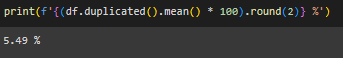 print(f'{(df.duplicated().mean() * 100).round(2)} %')
5.49 %